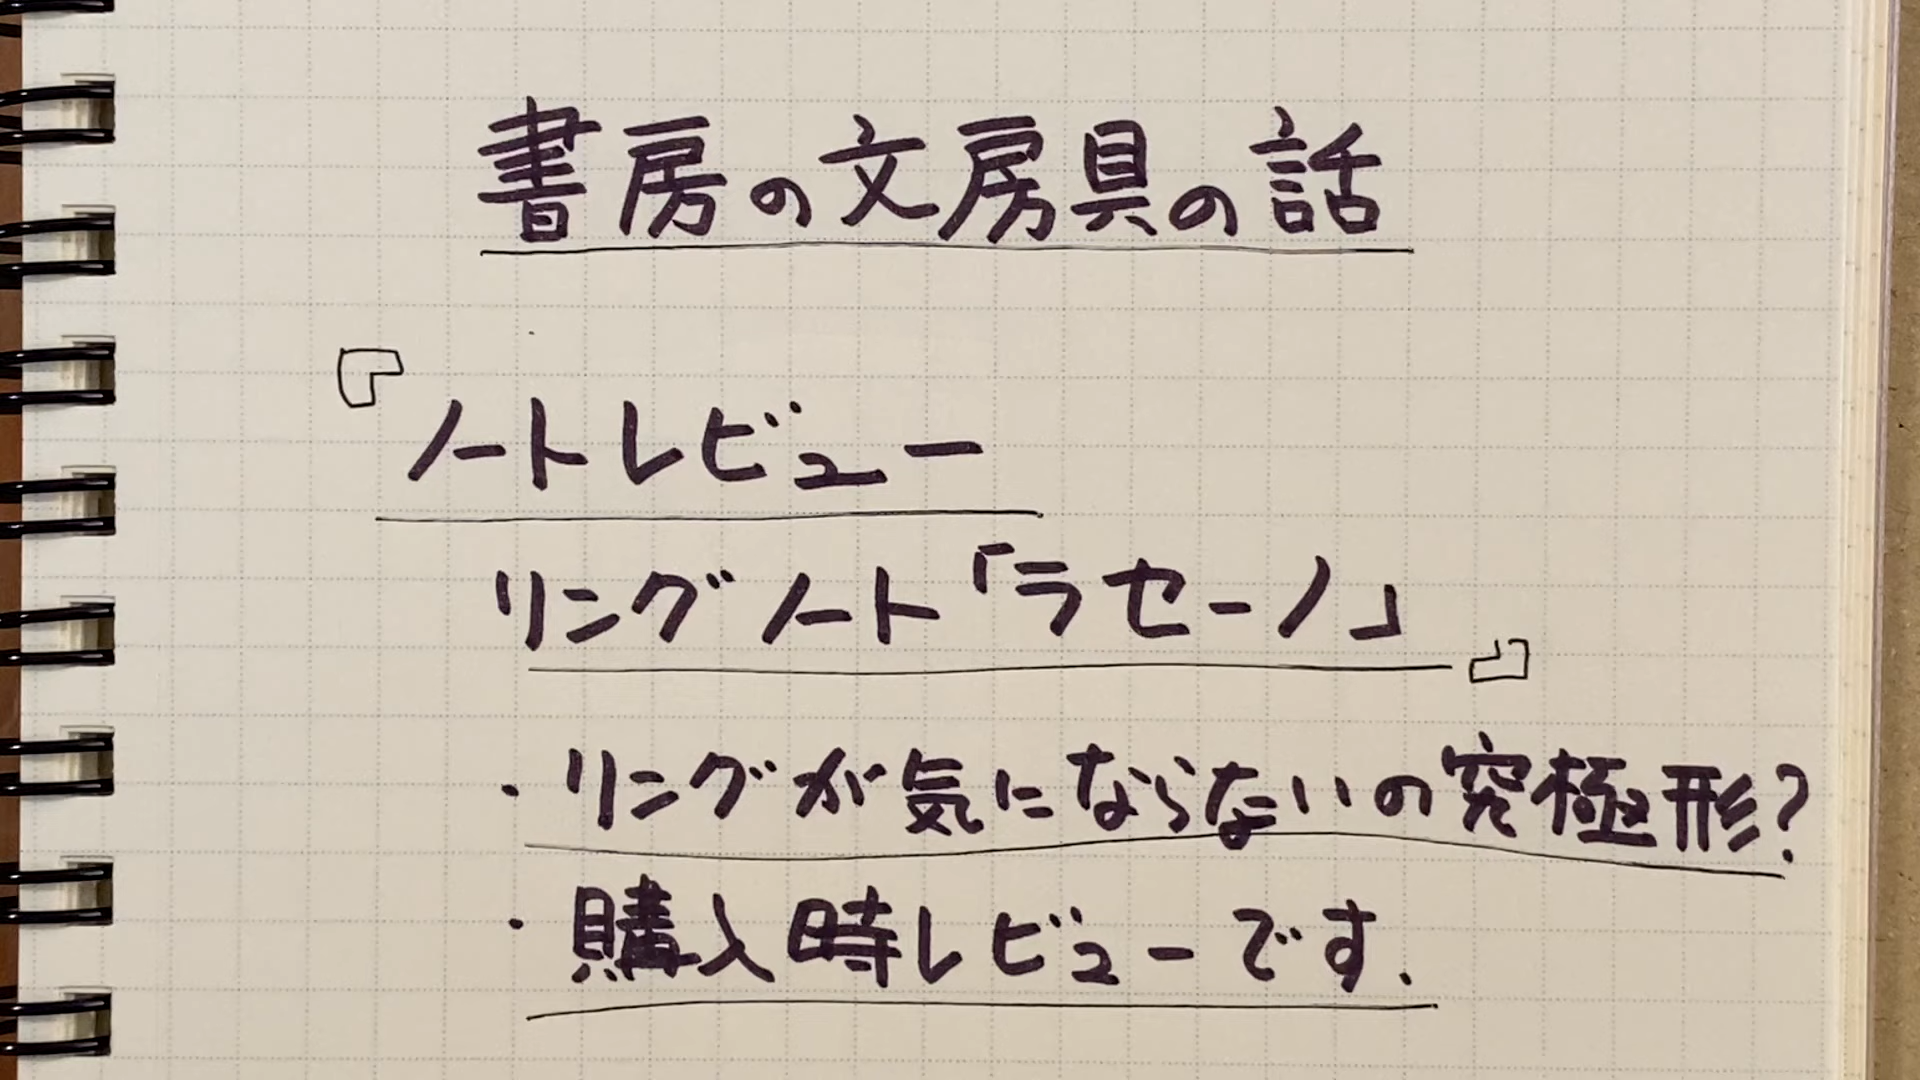 書房の文房具の話
『ノートレビュー
リングノート「ラセーノ」』
・リングが気にならないの究極形?
・購入時レビューです.